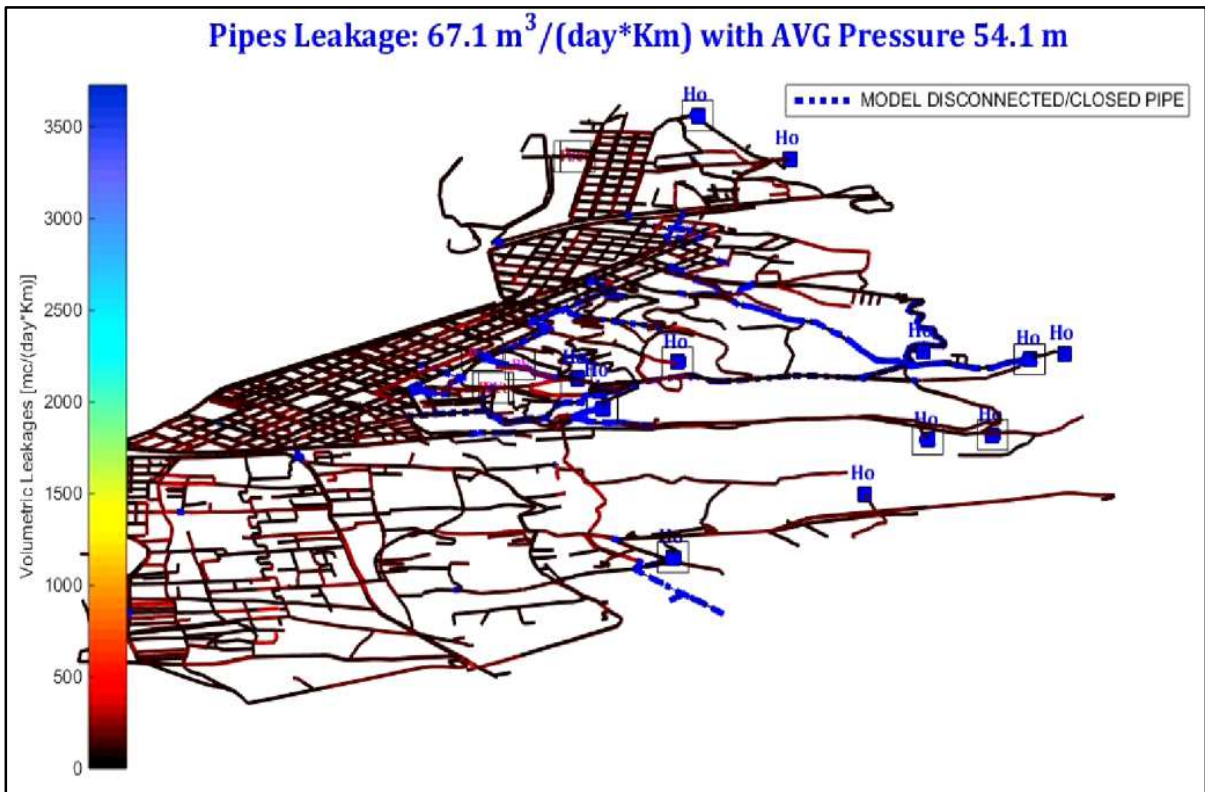 Pipes Leakage: 67.1 m³/(day*Km) with AVG Pressure 54.1 m
MODEL DISCONNECTED/CLOSED PIPE
Volumetric Leakages [mc/(day*Km)]
3500
3000
2500
2000
1500
1000
500
0
Ho
Ho
Ho
Ho
Ho
Ho
Ho
Ho
Ho
Ho
Ho
Ho